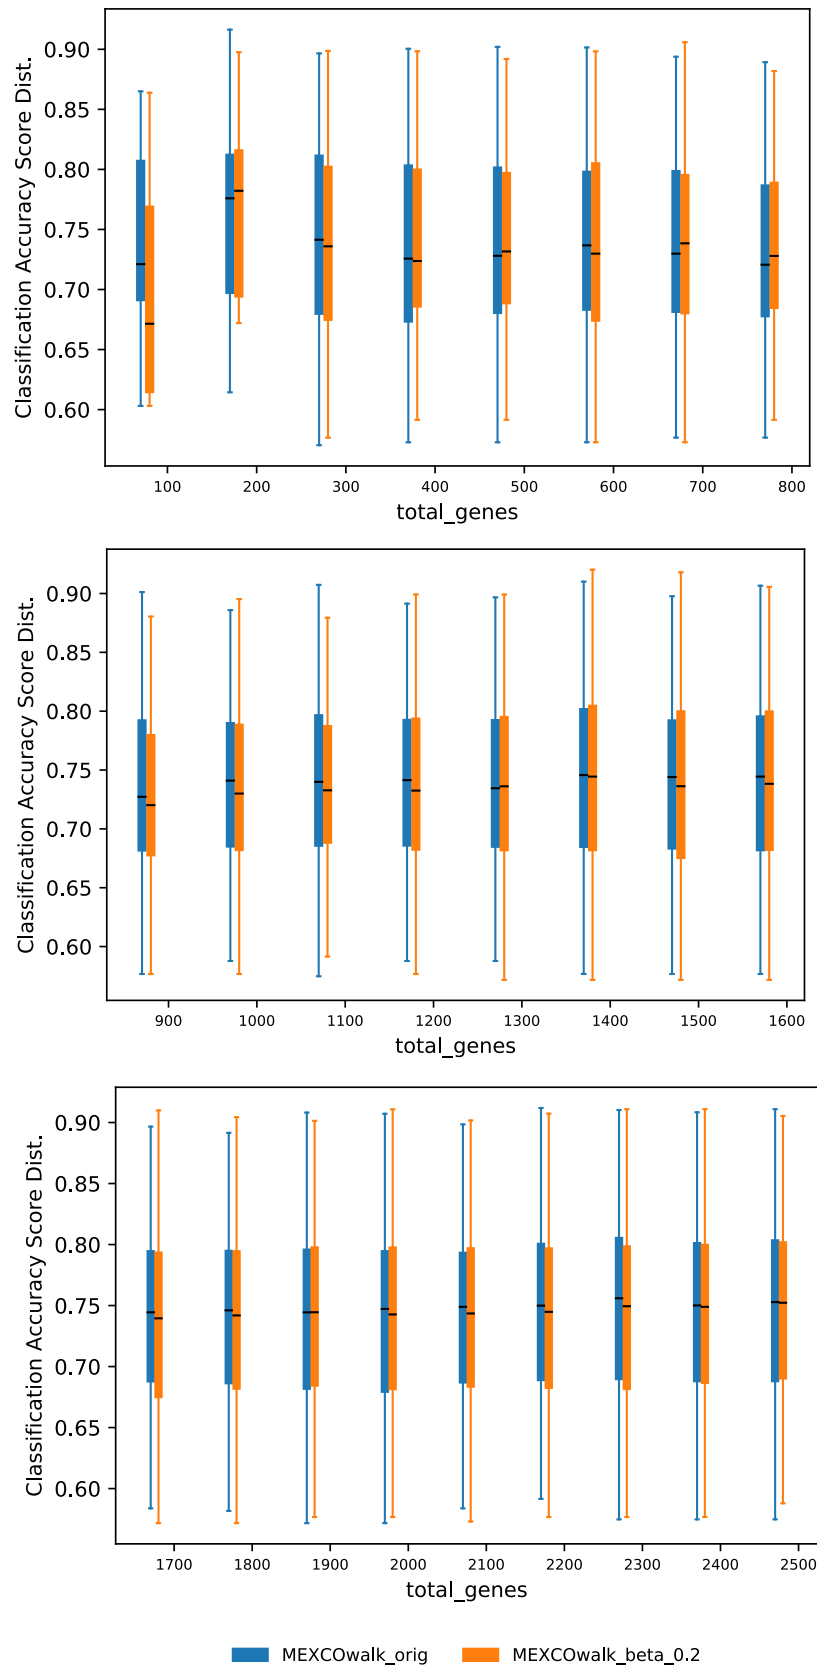 Classification Accuracy Score Dist.
0.90
0.85
0.80
0.75
0.70
0.65
0.60
100 200 300 400 500 600 700 800
total_genes
Classification Accuracy Score Dist.
0.90
0.85
0.80
0.75
0.70
0.65
0.60
900 1000 1100 1200 1300 1400 1500 1600
total_genes
Classification Accuracy Score Dist.
0.90
0.85
0.80
0.75
0.70
0.65
0.60
1700 1800 1900 2000 2100 2200 2300 2400 2500
total_genes
MEXCOwalk_orig MEXCOwalk_beta_0.2